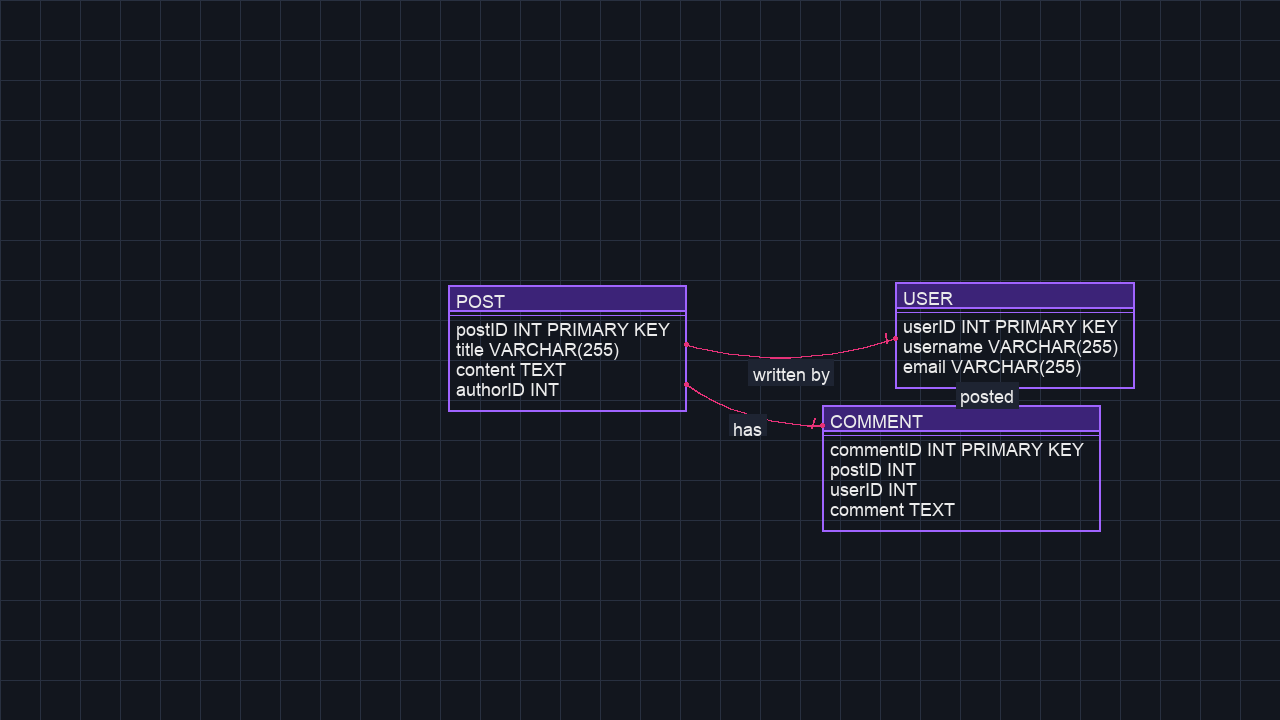 POST
postID INT PRIMARY KEY
title VARCHAR(255)
content TEXT
authorID INT
written by
has
USER
userID INT PRIMARY KEY
username VARCHAR(255)
email VARCHAR(255)
posted
COMMENT
commentID INT PRIMARY KEY
postID INT
userID INT
comment TEXT